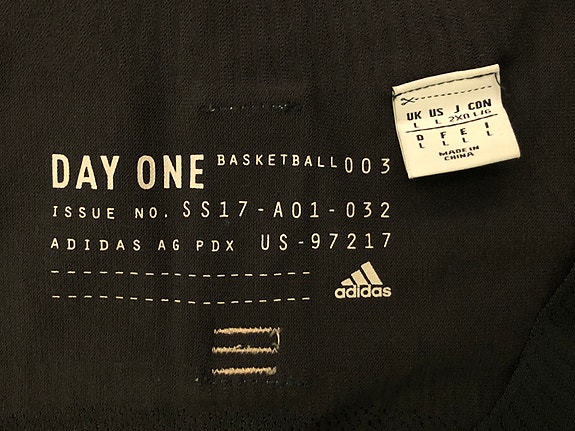 DAY ONE BASKETBALL 003
ISSUE NO. SS17-A01-032
ADIDAS AG PDX US-97217
adidas
UK US J CDN
L L 2XO L/G
D F E I
L L L L
MADE IN
CHINA